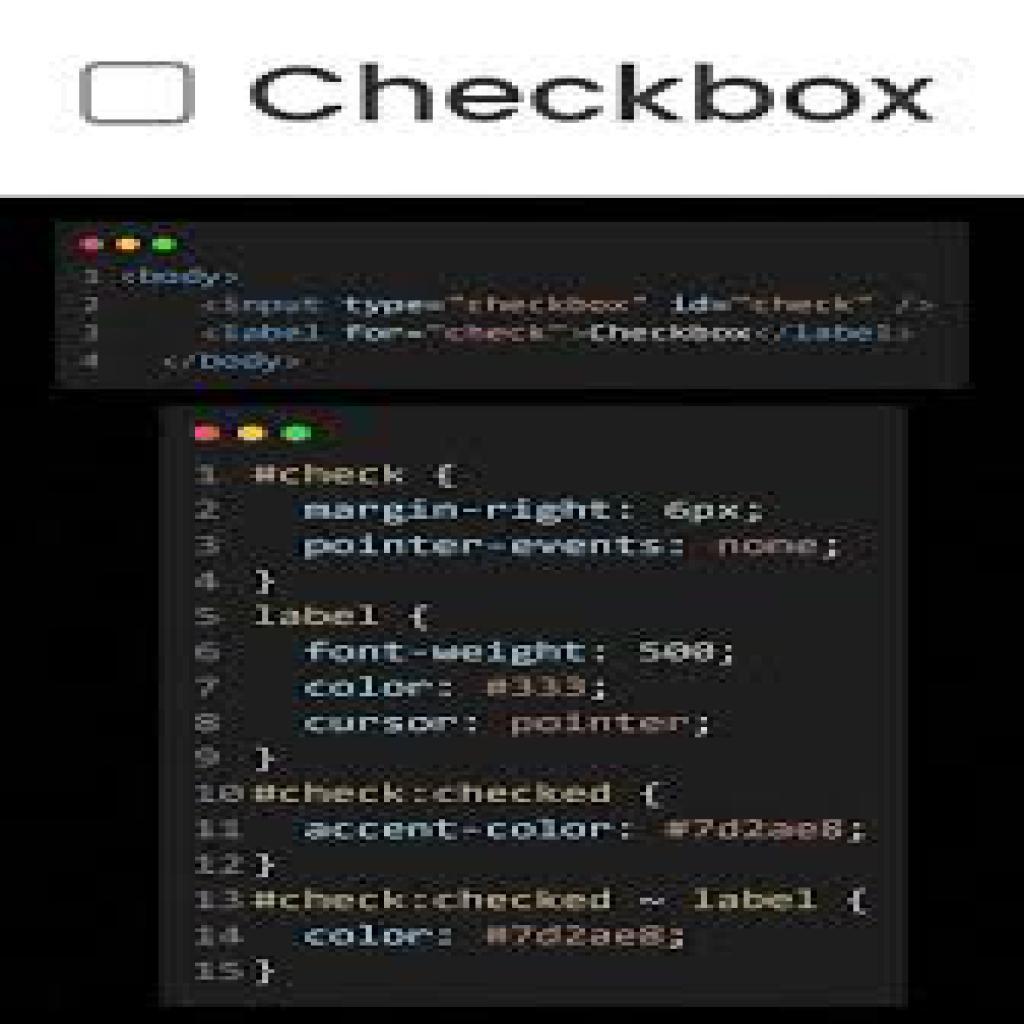 Checkbox
1 <body>
2 <input type="checkbox" id="check" />
3 <label for="check">Checkbox</label>
4 </body>
1 #check {
2 margin-right: 6px;
3 pointer-events: none;
4 }
5 label {
6 font-weight: 500;
7 color: #333;
8 cursor: pointer;
9 }
10 #check:checked {
11 accent-color: #7d2ae8;
12 }
13 #check:checked ~ label {
14 color: #7d2ae8;
15 }